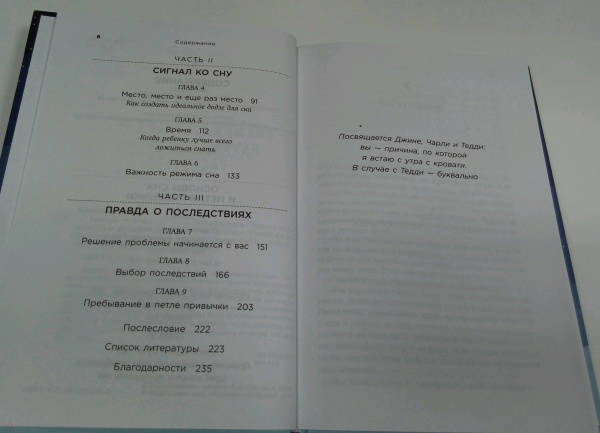 8
Содержание
ЧАСТЬ II
СИГНАЛ КО СНУ
ГЛАВА 4
Место, место и еще раз место 91
Как создать идеальное додзе для сна
ГЛАВА 5
Время 112
Когда ребенку лучше всего
ложиться спать
ГЛАВА 6
Важность режима сна 133
ЧАСТЬ III
ПРАВДА О ПОСЛЕДСТВИЯХ
ГЛАВА 7
Решение проблемы начинается с вас 151
ГЛАВА 8
Выбор последствий 166
ГЛАВА 9
Пребывание в петле привычки 203
Послесловие 222
Список литературы 223
Благодарности 235
Посвящается Джине, Чарли и Тедди:
вы — причина, по которой
я встаю с утра с кровати.
В случае с Тедди — буквально